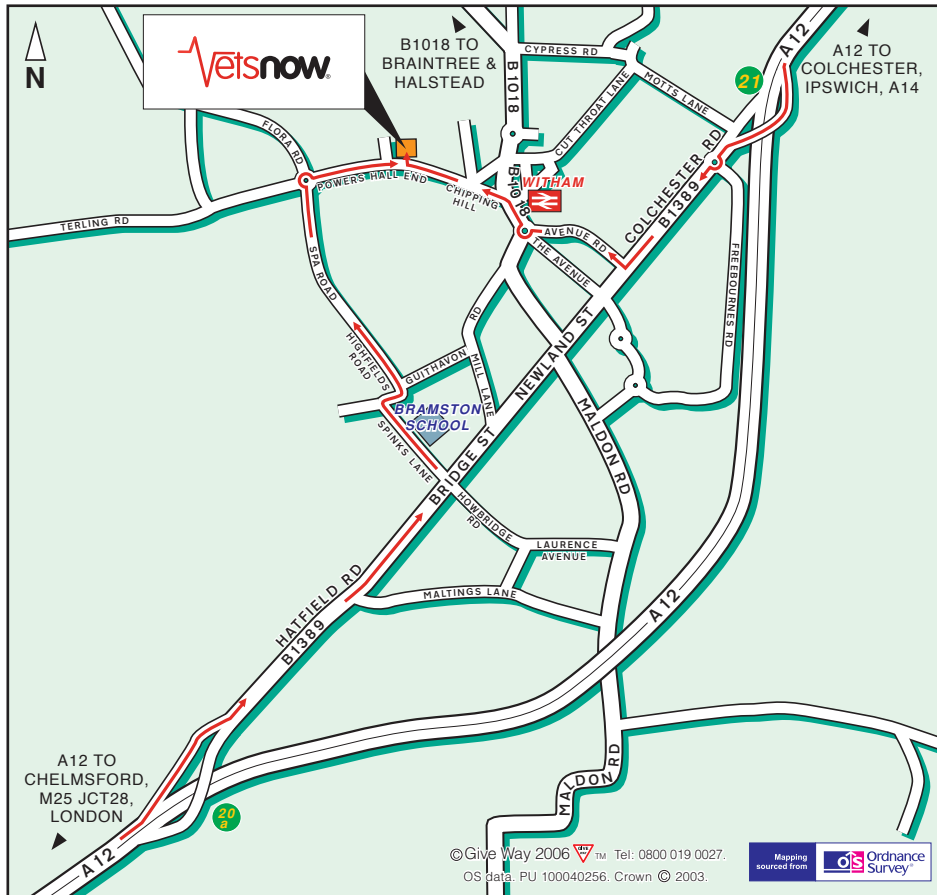 N
Vetsnow
B1018 TO
BRAINTREE &
HALSTEAD
CYPRESS RD
A12
A12 TO
COLCHESTER,
IPSWICH, A14
21
B1018
MOTTS LANE
CUT THROAT LANE
FLORA RD
COLCHESTER RD
B1389
POWERS HALL END
CHIPPING
HILL
B1018
WITHAM
TERLING RD
AVENUE RD
THE AVENUE
FREEBOURNES RD
SPA ROAD
HIGHFIELDS
ROAD
GUITHAVON
RD
MILL LANE
NEWLAND ST
BRAMSTON
SCHOOL
SPINKS LANE
BRIDGE ST
MALDON RD
HOWBRIDGE
RD
LAURENCE
AVENUE
MALTINGS LANE
HATFIELD RD
B1389
A12
A12 TO
CHELMSFORD,
M25 JCT28,
LONDON
20
a
A12
MALDON RD
© Give Way 2006 give way TM Tel: 0800 019 0027.
OS data. PU 100040256. Crown © 2003.
Mapping
sourced from
OS Ordnance
Survey®